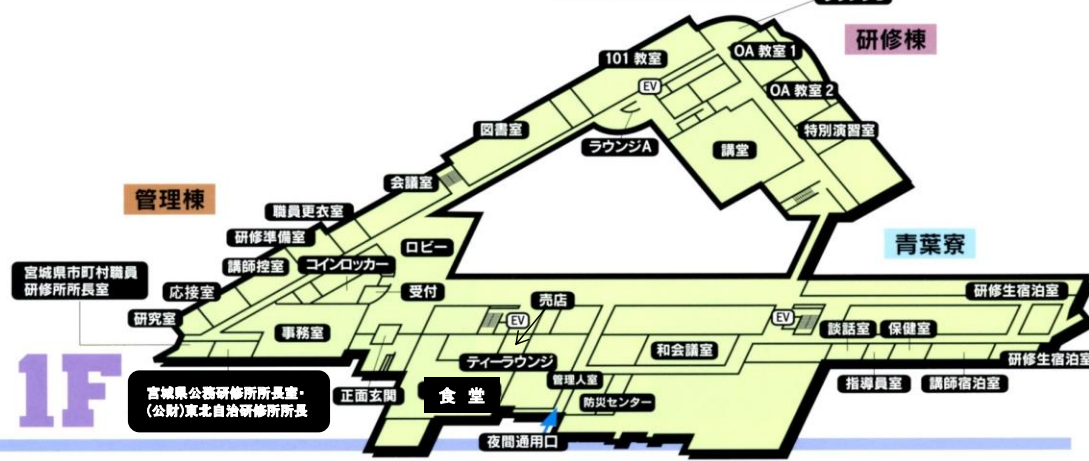 研修棟
OA 教室 1
101 教室
EV
OA 教室 2
図書室
ラウンジA
特別演習室
講堂
会議室
管理棟
職員更衣室
研修準備室
ロビー
青葉寮
講師控室
コインロッカー
宮城県市町村職員
研修所所長室
応接室
受付
売店
研修生宿泊室
研究室
事務室
EV
EV
談話室
保健室
ティーラウンジ
和会議室
研修生宿泊室
1F
宮城県公務研修所所長室・
(公財)東北自治研修所所長
正面玄関
食 堂
管理人室
防災センター
指導員室
講師宿泊室
夜間通用口